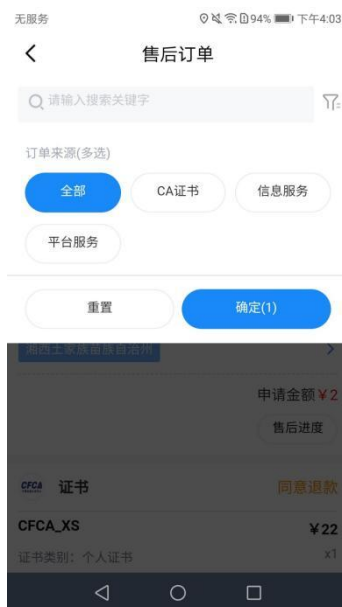 无服务 94% 下午4:03
售后订单
请输入搜索关键字
订单来源(多选)
全部 CA证书 信息服务
平台服务
重置 确定(1)
湘西土家族苗族自治州
申请金额￥2
售后进度
CFCA 证书 同意退款
CFCA_XS ￥22
证书类别：个人证书 x1